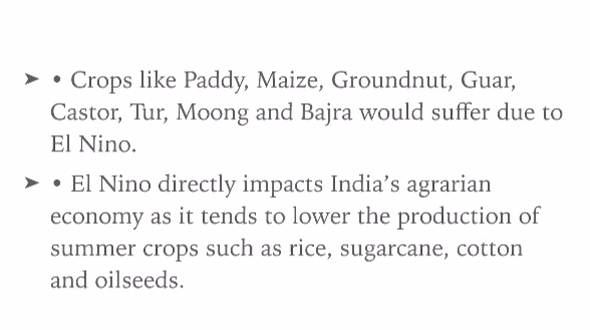 ➤ • Crops like Paddy, Maize, Groundnut, Guar,
Castor, Tur, Moong and Bajra would suffer due to
El Nino.
➤ • El Nino directly impacts India’s agrarian
economy as it tends to lower the production of
summer crops such as rice, sugarcane, cotton
and oilseeds.